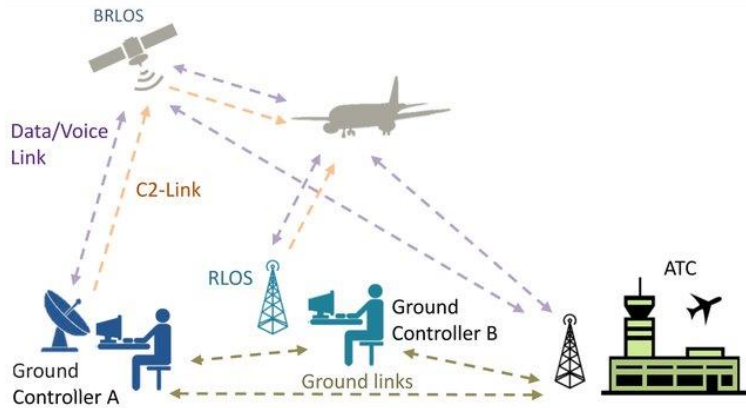 BRLOS
Data/Voice
Link
C2-Link
RLOS
ATC
Ground
Controller B
Ground
Controller A
Ground links